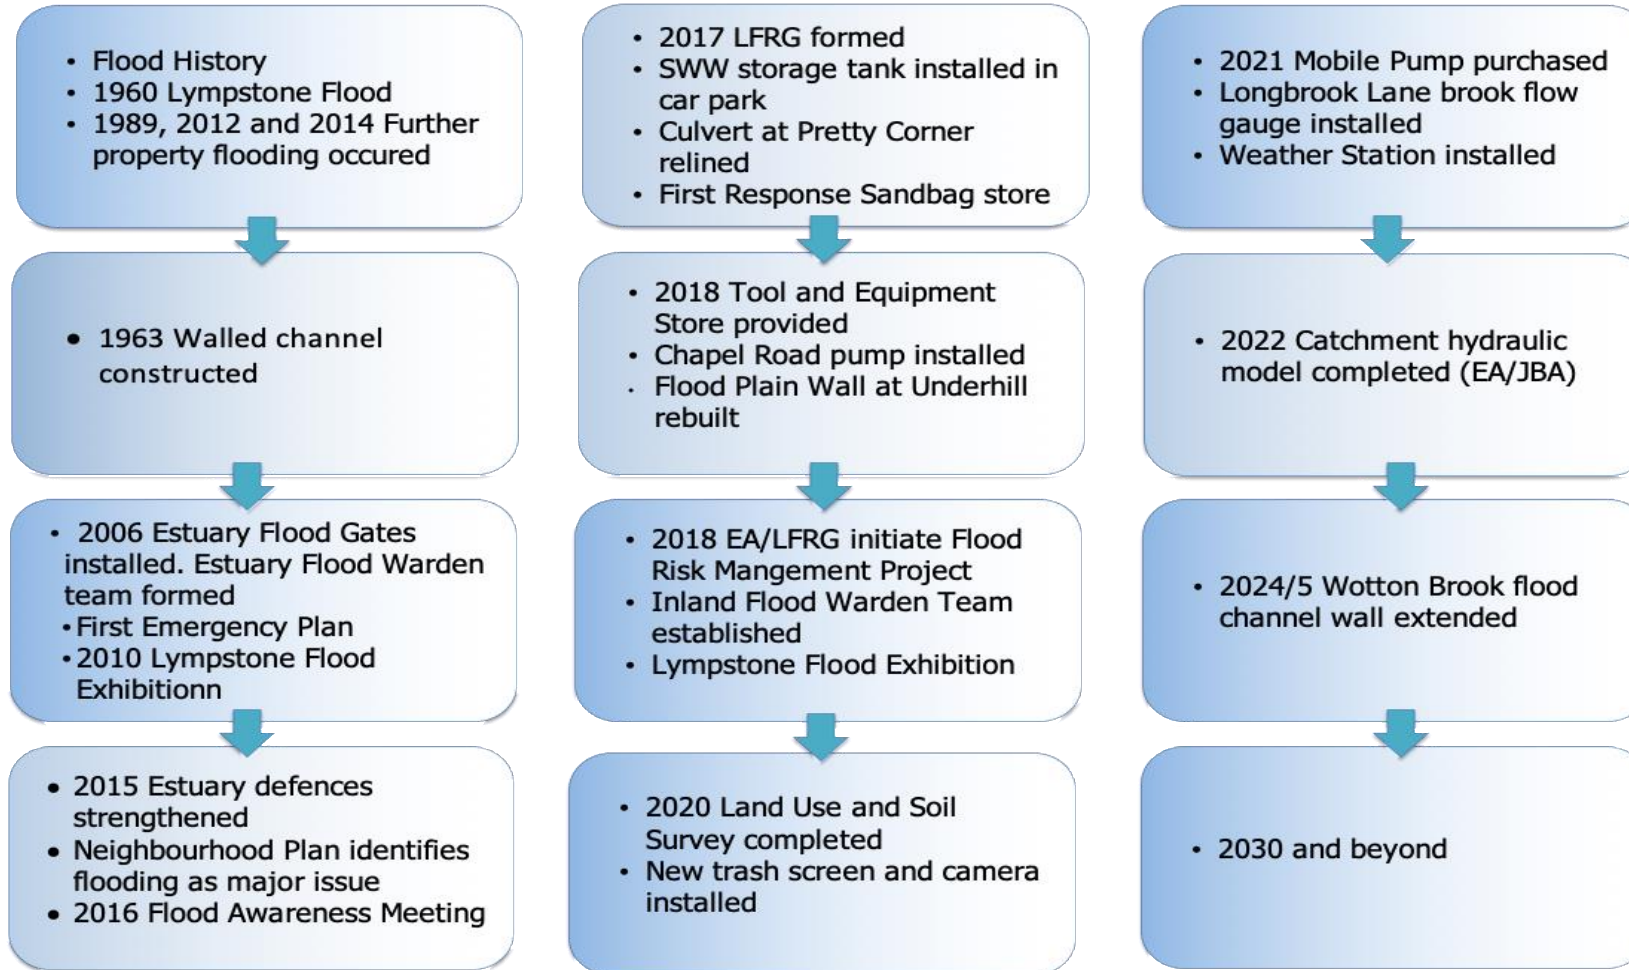 • Flood History
• 1960 Lympstone Flood
• 1989, 2012 and 2014 Further
property flooding occured
• 1963 Walled channel
constructed
• 2006 Estuary Flood Gates
installed. Estuary Flood Warden
team formed
• First Emergency Plan
• 2010 Lympstone Flood
Exhibitionn
• 2015 Estuary defences
strengthened
• Neighbourhood Plan identifies
flooding as major issue
• 2016 Flood Awareness Meeting
• 2017 LFRG formed
• SWW storage tank installed in
car park
• Culvert at Pretty Corner
relined
• First Response Sandbag store
• 2018 Tool and Equipment
Store provided
• Chapel Road pump installed
• Flood Plain Wall at Underhill
rebuilt
• 2018 EA/LFRG initiate Flood
Risk Mangement Project
• Inland Flood Warden Team
established
• Lympstone Flood Exhibition
• 2020 Land Use and Soil
Survey completed
• New trash screen and camera
installed
• 2021 Mobile Pump purchased
• Longbrook Lane brook flow
gauge installed
• Weather Station installed
• 2022 Catchment hydraulic
model completed (EA/JBA)
• 2024/5 Wotton Brook flood
channel wall extended
• 2030 and beyond